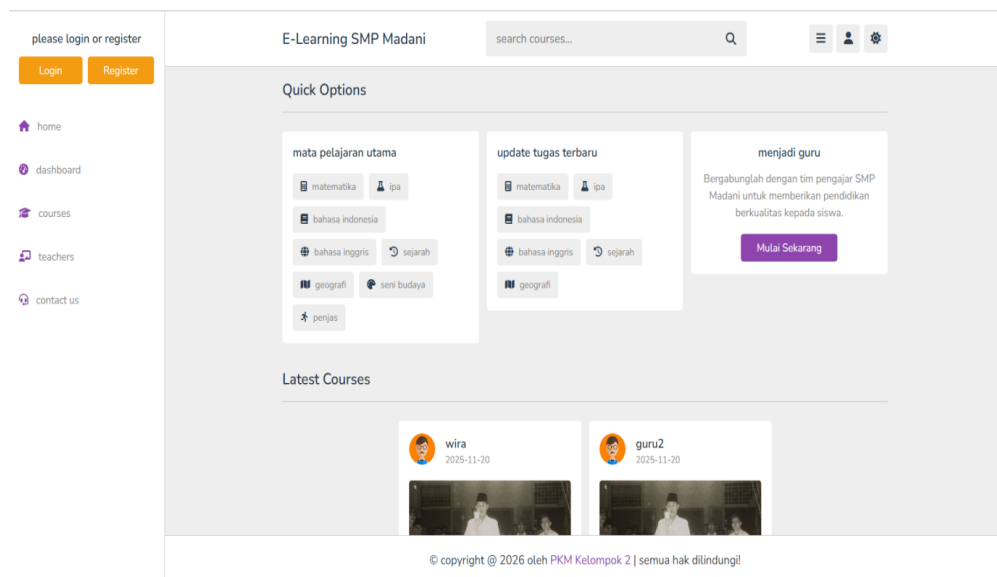 please login or register
Login
Register
home
dashboard
courses
teachers
contact us
E-Learning SMP Madani
search courses...
Quick Options
mata pelajaran utama
matematika
ipa
bahasa indonesia
bahasa inggris
sejarah
geografi
seni budaya
penjas
update tugas terbaru
matematika
ipa
bahasa indonesia
bahasa inggris
sejarah
geografi
menjadi guru
Bergabunglah dengan tim pengajar SMP
Madani untuk memberikan pendidikan
berkualitas kepada siswa.
Mulai Sekarang
Latest Courses
wira
2025-11-20
guru2
2025-11-20
© copyright @ 2026 oleh PKM Kelompok 2 | semua hak dilindungi!